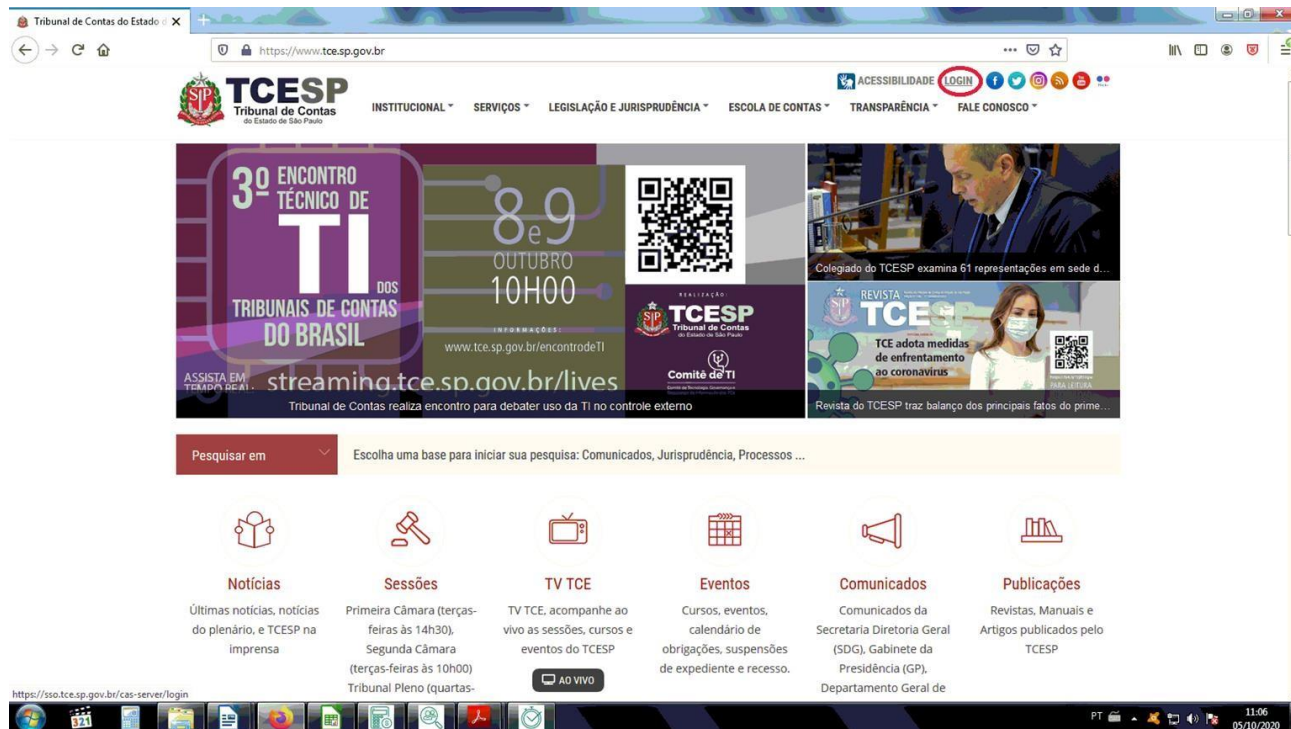 Tribunal de Contas do Estado d
https://www.tce.sp.gov.br
ACESSIBILIDADE LOGIN
TCESP
Tribunal de Contas
do Estado de São Paulo
INSTITUCIONAL SERVIÇOS LEGISLAÇÃO E JURISPRUDÊNCIA ESCOLA DE CONTAS TRANSPARÊNCIA FALE CONOSCO
3º ENCONTRO
TÉCNICO DE
TI
DOS
TRIBUNAIS DE CONTAS
DO BRASIL
8 e 9
OUTUBRO
10H00
INFORMAÇÕES:
www.tce.sp.gov.br/encontrodeTI
REALIZAÇÃO:
TCESP
Tribunal de Contas
do Estado de São Paulo
Comitê de TI
ASSISTA EM
TEMPO REAL:
streaming.tce.sp.gov.br/lives
Tribunal de Contas realiza encontro para debater uso da TI no controle externo
Colegiado do TCESP examina 61 representações em sede d...
REVISTA
TCESP
TCE adota medidas
de enfrentamento
ao coronavirus
PARA LEITURA
Revista do TCESP traz balanço dos principais fatos do prime...
Pesquisar em
Escolha uma base para iniciar sua pesquisa: Comunicados, Jurisprudência, Processos ...
Notícias
Últimas notícias, notícias
do plenário, e TCESP na
imprensa
Sessões
Primeira Câmara (terças-
feiras às 14h30),
Segunda Câmara
(terças-feiras às 10h00)
Tribunal Pleno (quartas-
TV TCE
TV TCE, acompanhe ao
vivo as sessões, cursos e
eventos do TCESP
AO VIVO
Eventos
Cursos, eventos,
calendário de
obrigações, suspensões
de expediente e recesso.
Comunicados
Comunicados da
Secretaria Diretoria Geral
(SDG), Gabinete da
Presidência (GP),
Departamento Geral de
Publicações
Revistas, Manuais e
Artigos publicados pelo
TCESP
https://sso.tce.sp.gov.br/cas-server/login
321
PT
11:06
05/10/2020